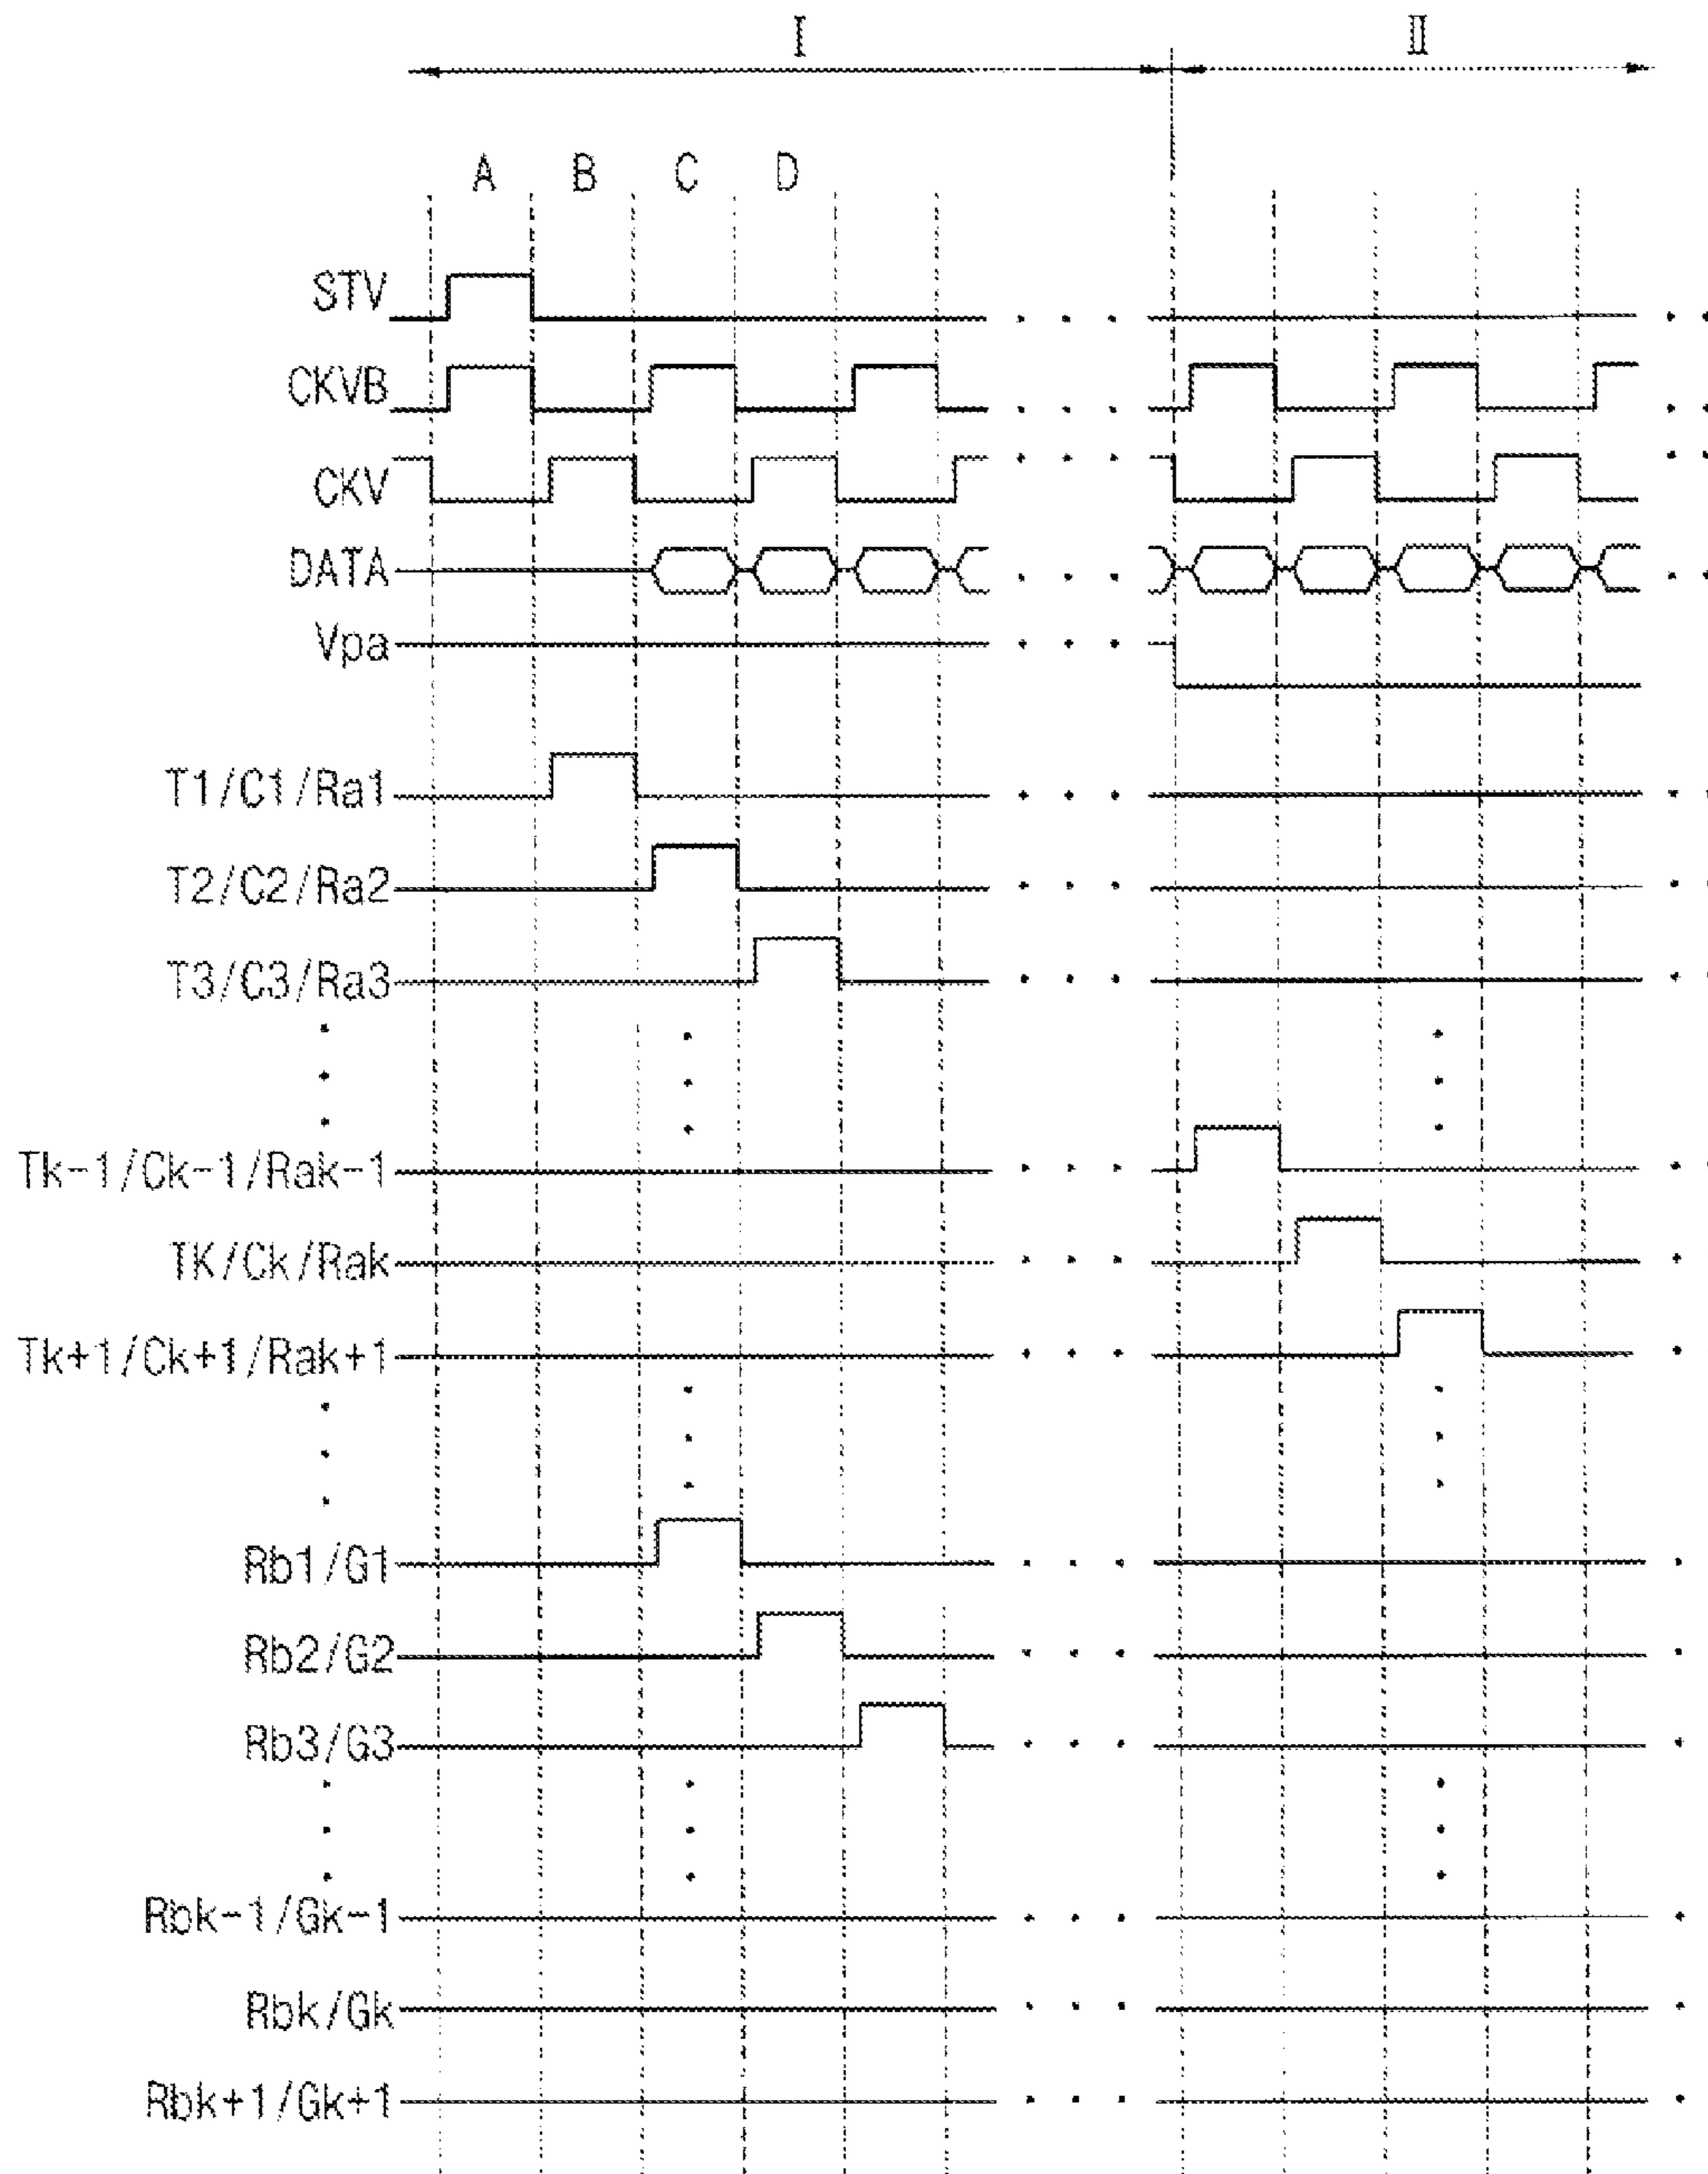 I II
A B C D
STV
CKVB
CKV
DATA
Vpa
T1/C1/Ra1
T2/C2/Ra2
T3/C3/Ra3
Tk-1/Ck-1/Rak-1
TK/Ck/Rak
Tk+1/Ck+1/Rak+1
Rb1/G1
Rb2/G2
Rb3/G3
Rbk-1/Gk-1
Rbk/Gk
Rbk+1/Gk+1